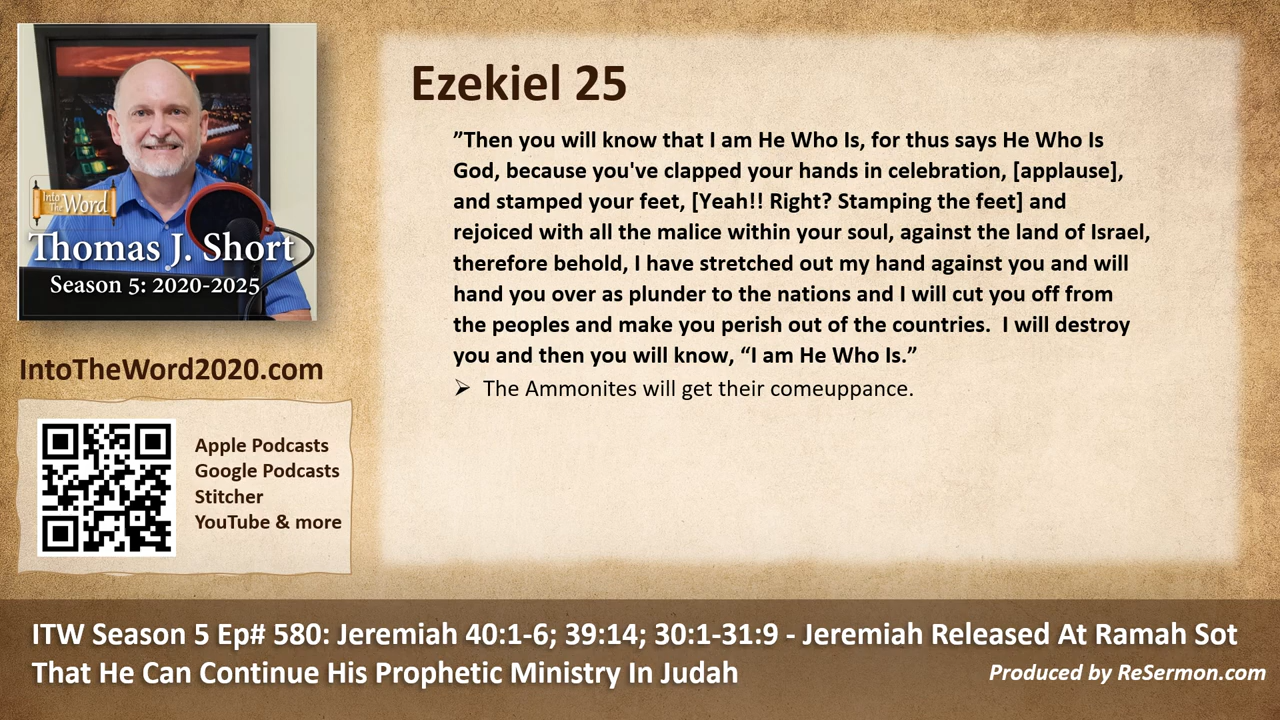 Into
The Word
Thomas J. Short
Season 5: 2020-2025
IntoTheWord2020.com
Apple Podcasts
Google Podcasts
Stitcher
YouTube & more
Ezekiel 25
”Then you will know that I am He Who Is, for thus says He Who Is
God, because you've clapped your hands in celebration, [applause],
and stamped your feet, [Yeah!! Right? Stamping the feet] and
rejoiced with all the malice within your soul, against the land of Israel,
therefore behold, I have stretched out my hand against you and will
hand you over as plunder to the nations and I will cut you off from
the peoples and make you perish out of the countries.  I will destroy
you and then you will know, “I am He Who Is.”
➢ The Ammonites will get their comeuppance.
ITW Season 5 Ep# 580: Jeremiah 40:1-6; 39:14; 30:1-31:9 - Jeremiah Released At Ramah Sot
That He Can Continue His Prophetic Ministry In Judah
Produced by ReSermon.com